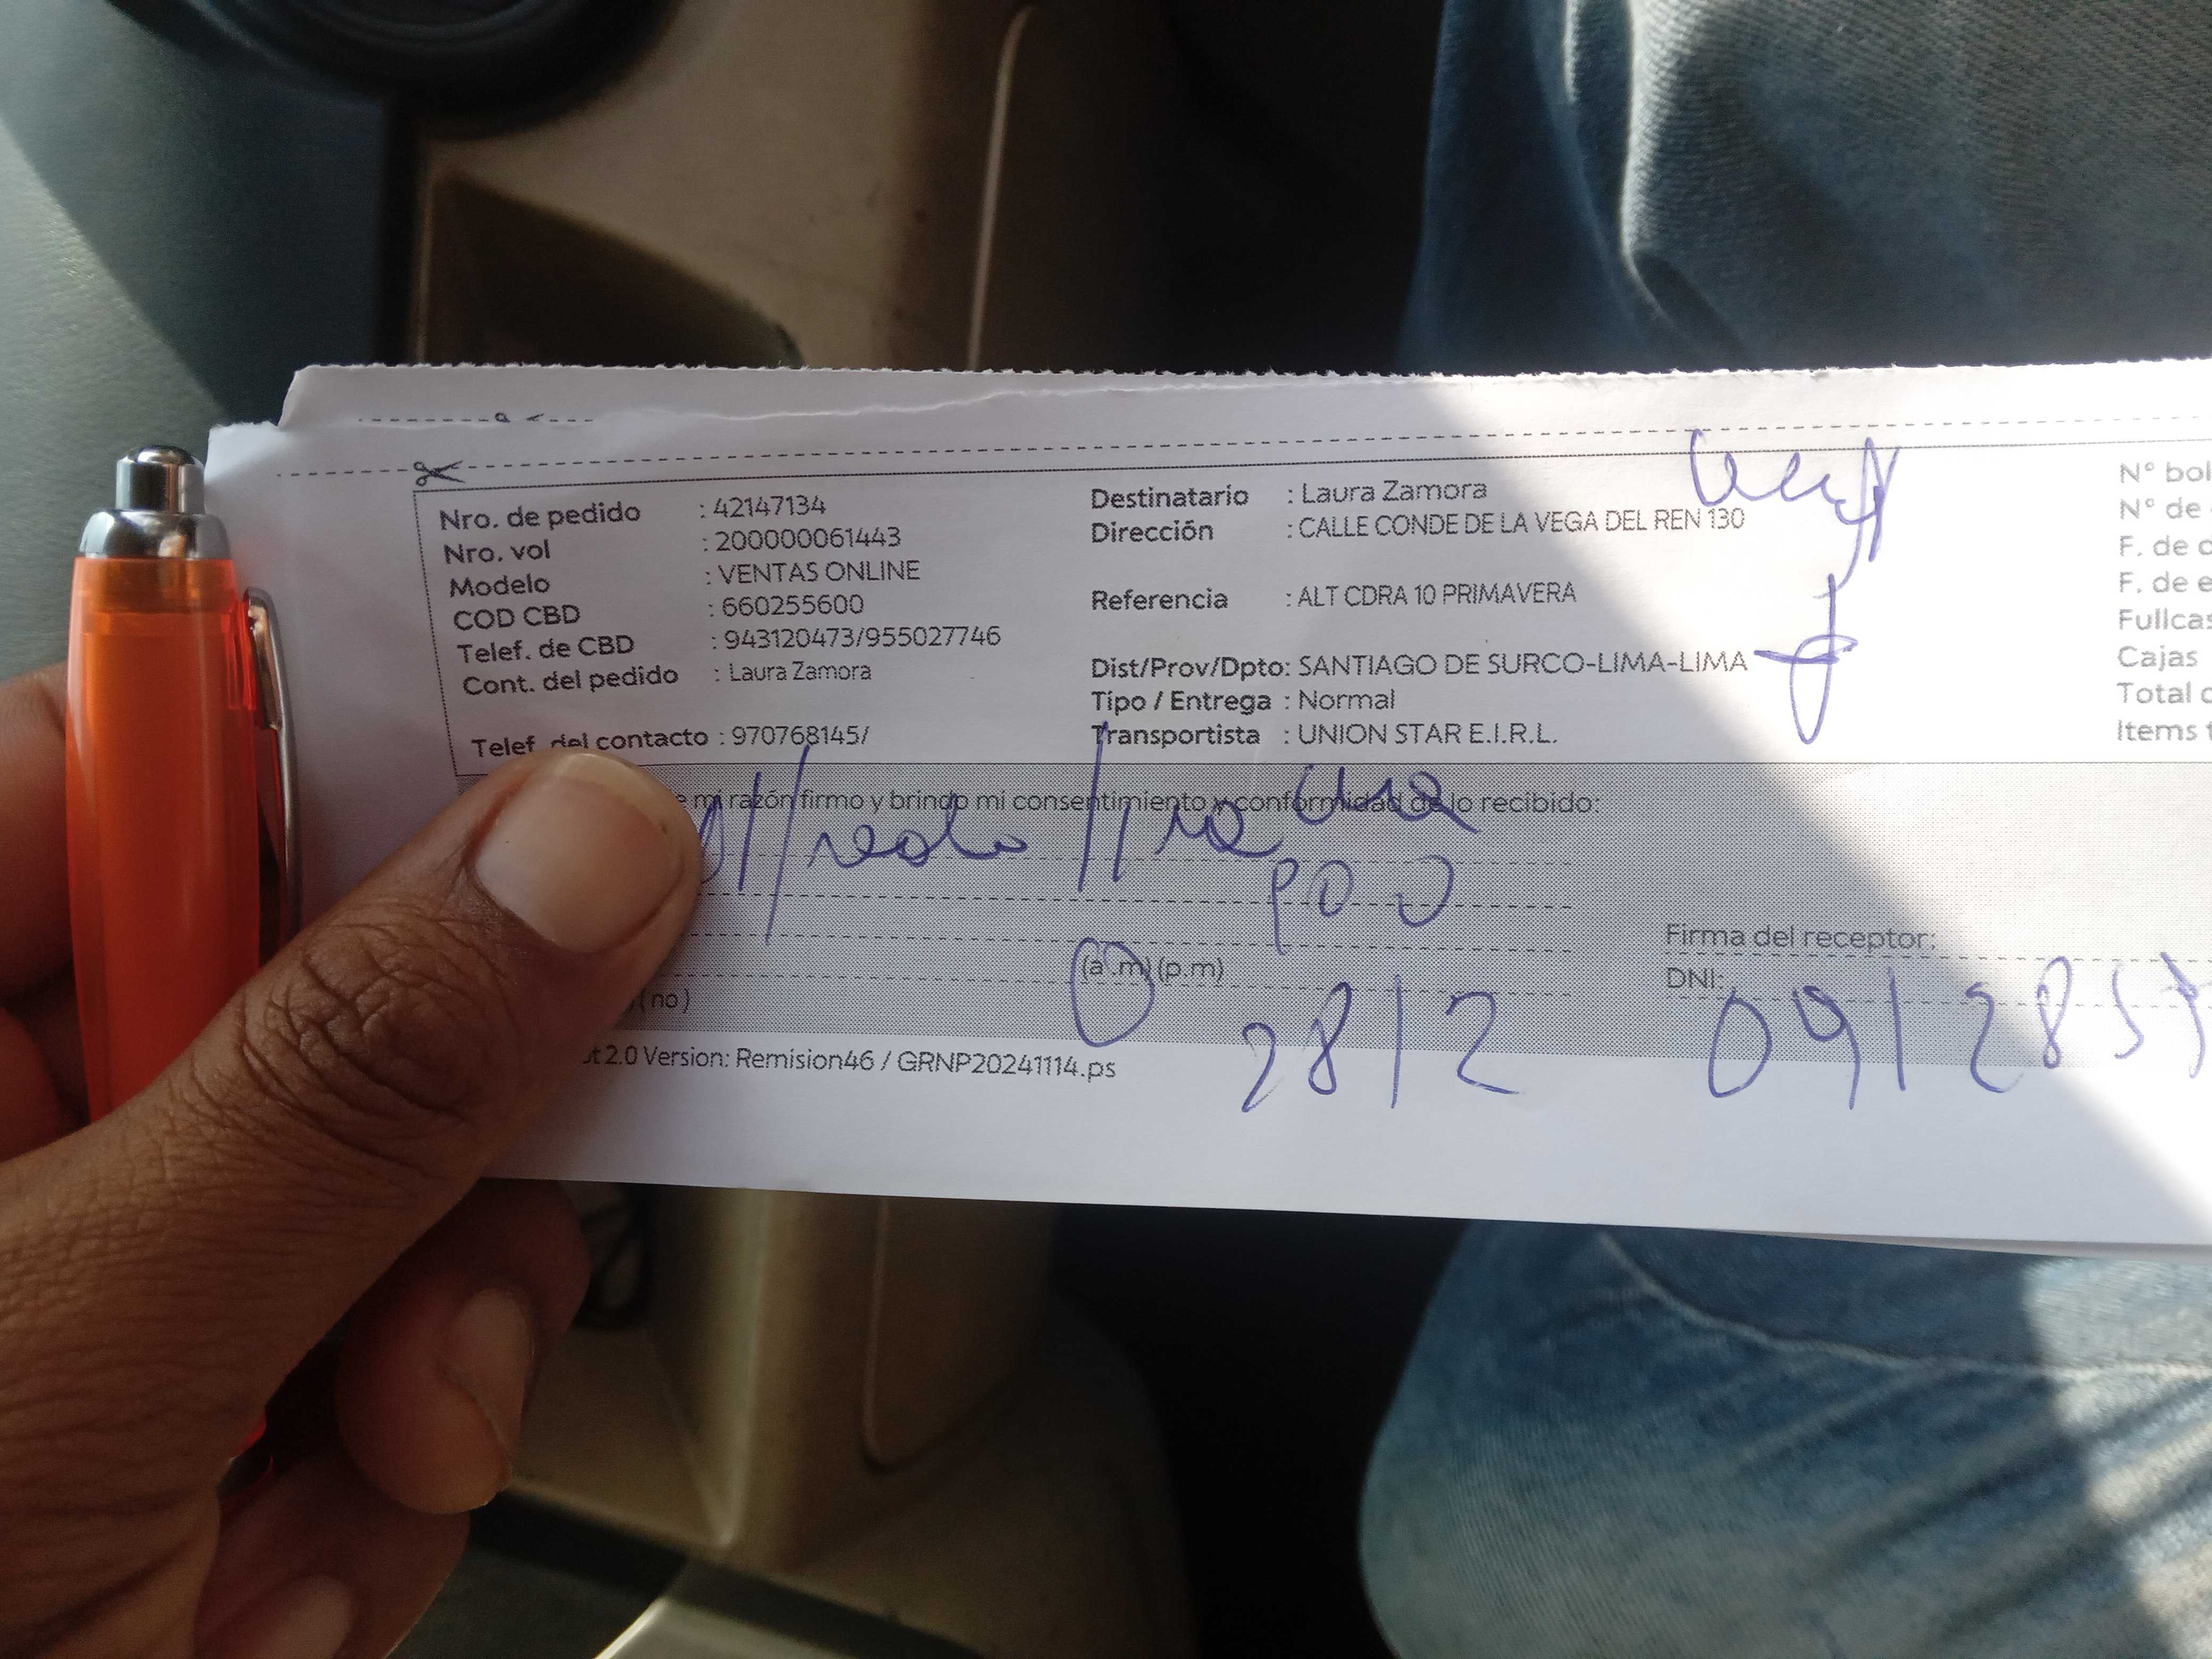 Nro. de pedido : 42147134
Nro. vol : 200000061443
Modelo : VENTAS ONLINE
COD CBD : 660255600
Telef. de CBD : 943120473/955027746
Cont. del pedido : Laura Zamora
Telef. del contacto : 970768145/
Destinatario : Laura Zamora
Dirección : CALLE CONDE DE LA VEGA DEL REN 130
Referencia : ALT CDRA 10 PRIMAVERA
Dist/Prov/Dpto: SANTIAGO DE SURCO-LIMA-LIMA
Tipo / Entrega : Normal
Transportista : UNION STAR E.I.R.L.
N° bol
N° de
F. de
F. de e
Fullcas
Cajas
Total
Items
mi razón firmo y brindo mi consentimiento y conformidad de lo recibido:
Alfredo
(a.m)(p.m)
(no)
2812
Firma del receptor:
DNI: 091285
2.0 Version: Remision46 / GRNP20241114.ps